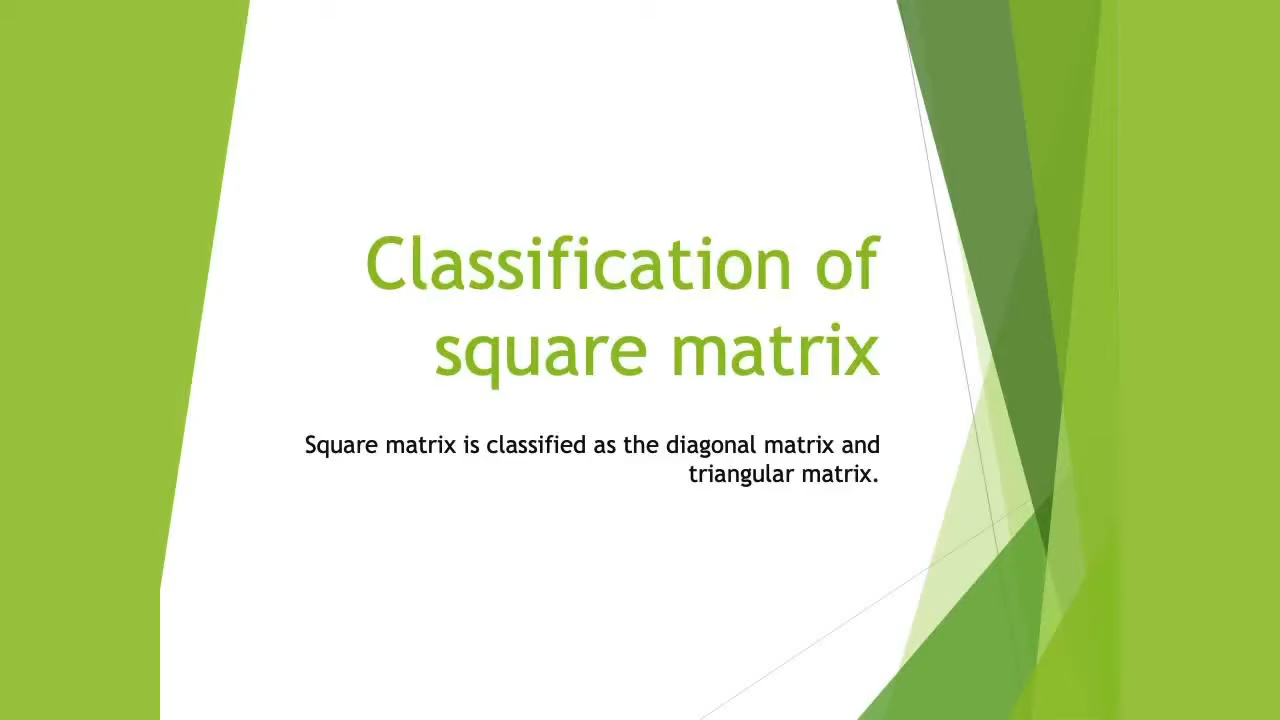 Classification of
square matrix
Square matrix is classified as the diagonal matrix and
triangular matrix.